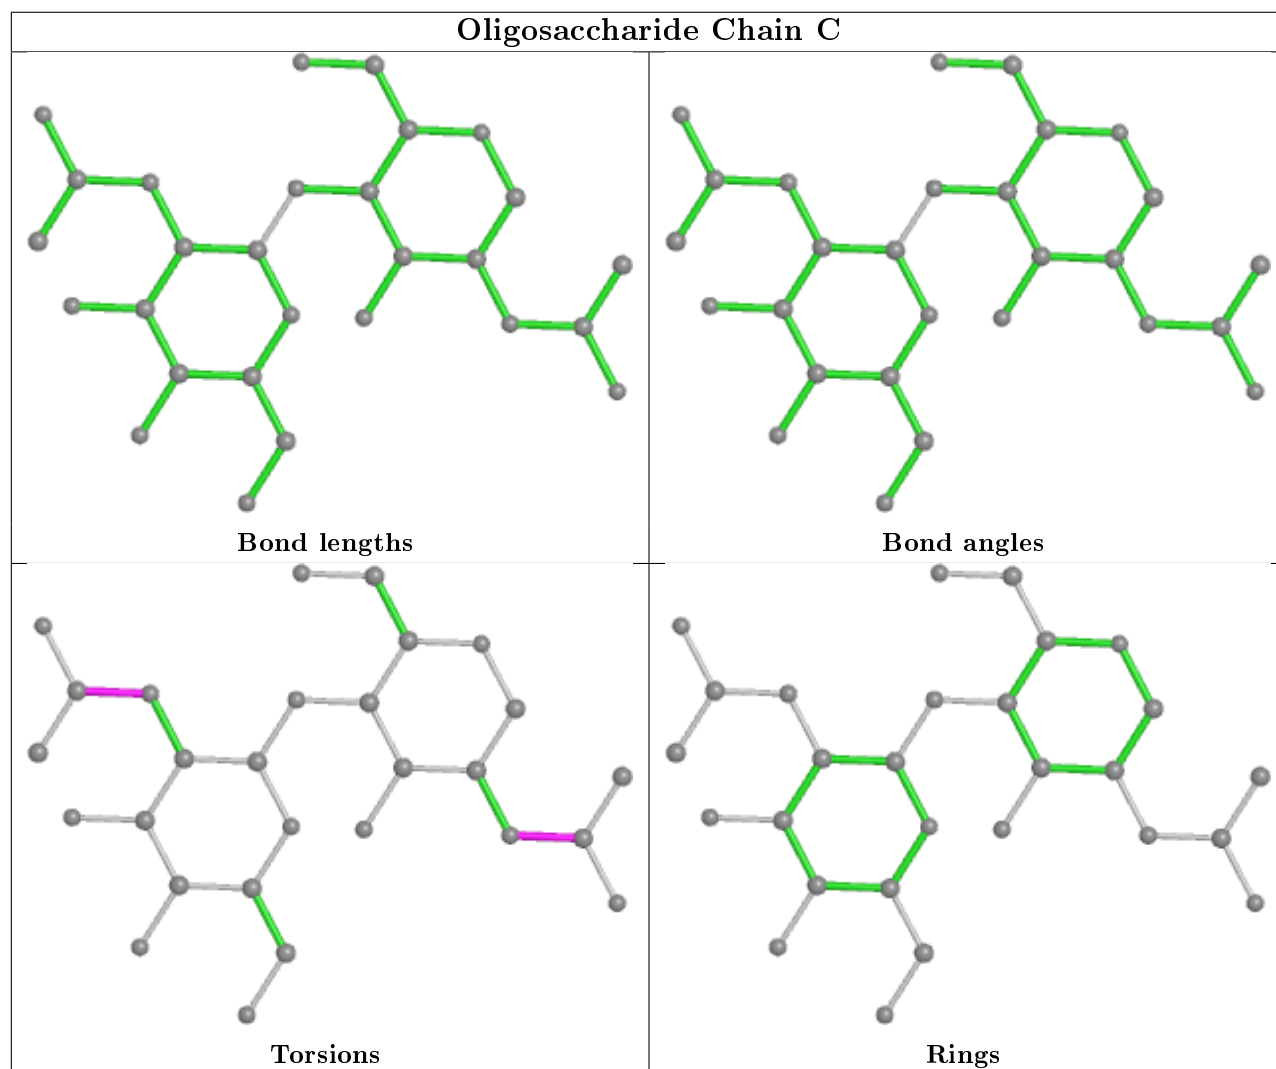 Oligosaccharide Chain C
Bond lengths
Bond angles
Torsions
Rings